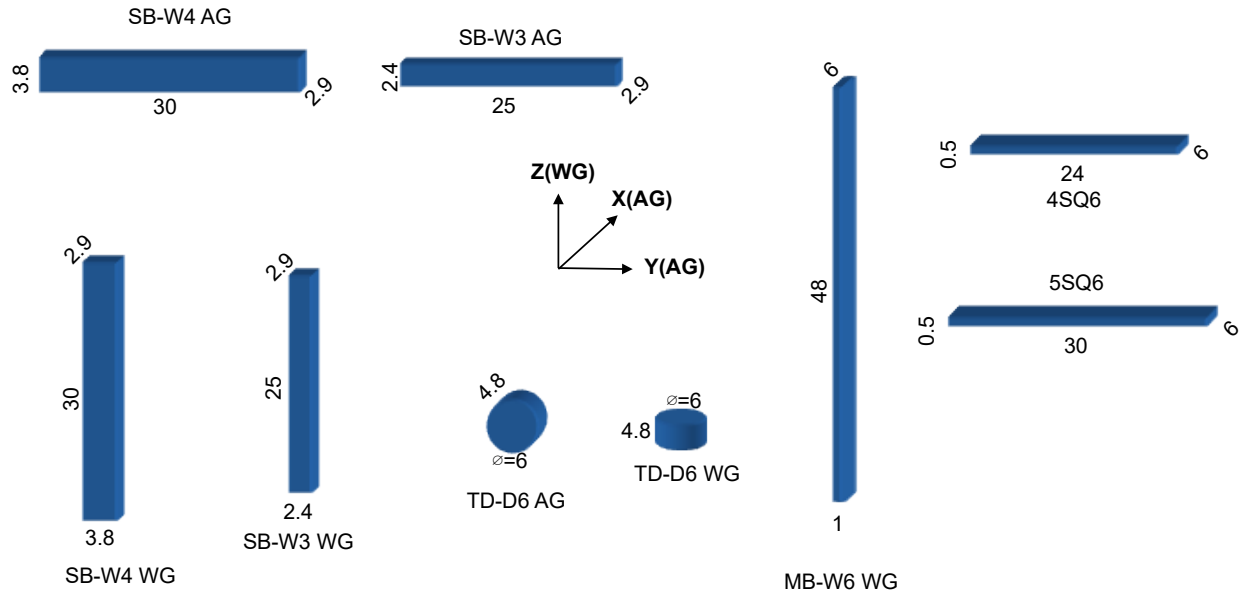 SB-W4 AG
3.8
30
2.9
SB-W3 AG
2.4
25
2.9
6
48
1
MB-W6 WG
0.5
24
6
4SQ6
Z(WG)
X(AG)
Y(AG)
5SQ6
0.5
30
6
2.9
30
3.8
SB-W4 WG
2.9
25
2.4
SB-W3 WG
4.8
∅=6
TD-D6 AG
∅=6
4.8
TD-D6 WG